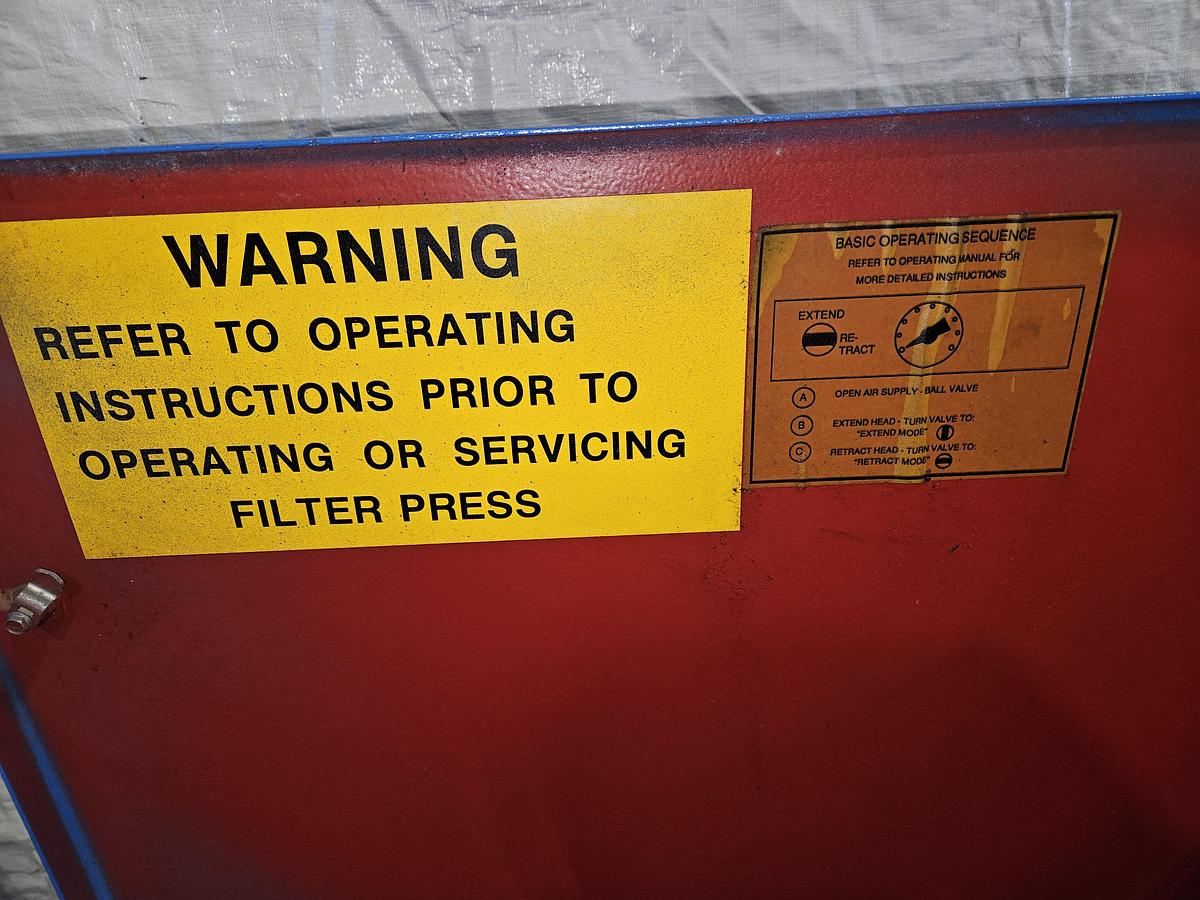 WARNING
REFER TO OPERATING
INSTRUCTIONS PRIOR TO
OPERATING OR SERVICING
FILTER PRESS
BASIC OPERATING SEQUENCE
REFER TO OPERATING MANUAL FOR
MORE DETAILED INSTRUCTIONS
EXTEND
RE-
TRACT
A OPEN AIR SUPPLY - BALL VALVE
B EXTEND HEAD - TURN VALVE TO:
"EXTEND MODE"
C RETRACT HEAD - TURN VALVE TO:
"RETRACT MODE"